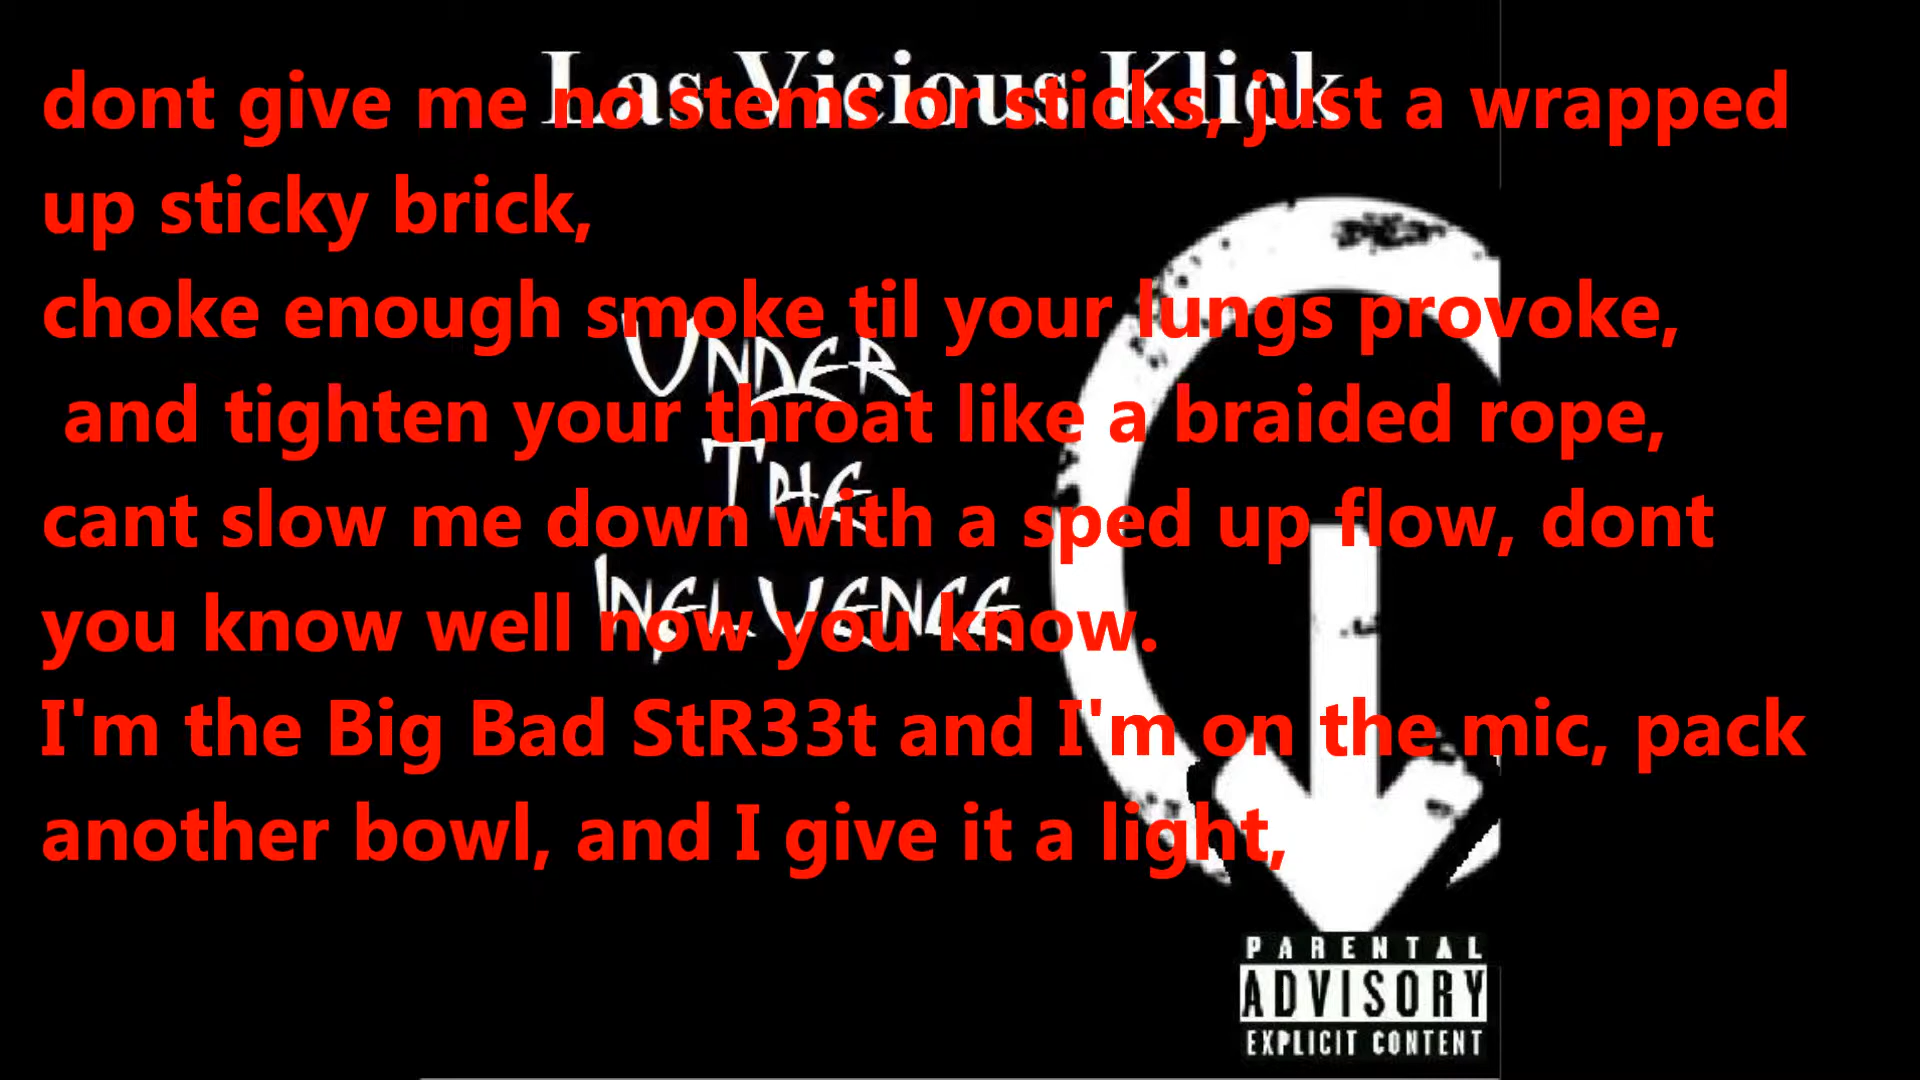 Las Vicious Klick
dont give me no stems or sticks, just a wrapped
up sticky brick,
choke enough smoke til your lungs provoke,
and tighten your throat like a braided rope,
cant slow me down with a sped up flow, dont
you know well now you know.
I'm the Big Bad StR33t and I'm on the mic, pack
another bowl, and I give it a light,
Under
The
Influence
PARENTAL
ADVISORY
EXPLICIT CONTENT